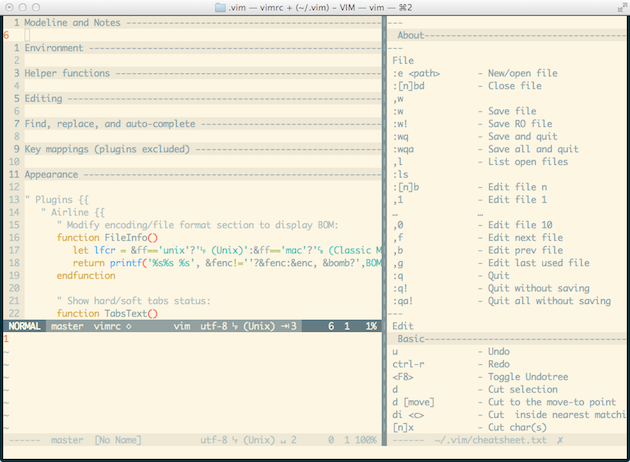 .vim — vimrc + (~/.vim) - VIM — vim — ⌘2
1 Modeline and Notes
6
1 Environment
2
3 Helper functions
4
5 Editing
6
7 Find, replace, and auto-complete
8
9 Key mappings (plugins excluded)
10
11 Appearance
12
13 " Plugins {{
14 " Airline {{
15 " Modify encoding/file format section to display BOM:
16 function FileInfo()
17 let lfcr = &ff=='unix'?'↯ (Unix)':&ff=='mac'?'↯ (Classic M
18 return printf('%s%s %s', &fenc!=''?&fenc:&enc, &bomb?',BOM
19 endfunction
20
21 " Show hard/soft tabs status:
22 function TabsText()
NORMAL master vimrc ◇ vim utf-8 ↯ (Unix) ⇥3 6 1 1%
1
~
~
~
~
~
~
~
------ master [No Name] utf-8 ↯ (Unix) ␣ 2 0 1 100%
---
About
---
File
:e <path> - New/open file
:[n]bd - Close file
,w
:w - Save file
:w! - Save RO file
:wq - Save and quit
:wqa - Save all and quit
,l - List open files
:ls
:[n]b - Edit file n
,1 - Edit file 1
… …
,0 - Edit file 10
,f - Edit next file
,b - Edit prev file
,g - Edit last used file
:q - Quit
:q! - Quit without saving
:qa! - Quit all without saving
---
Edit
Basic
u - Undo
ctrl-r - Redo
<F8> - Toggle Undotree
d - Cut selection
d [move] - Cut to the move-to point
di <c> - Cut inside nearest matchi
[n]x - Cut char(s)
------ ~/.vim/cheatsheet.txt ✗